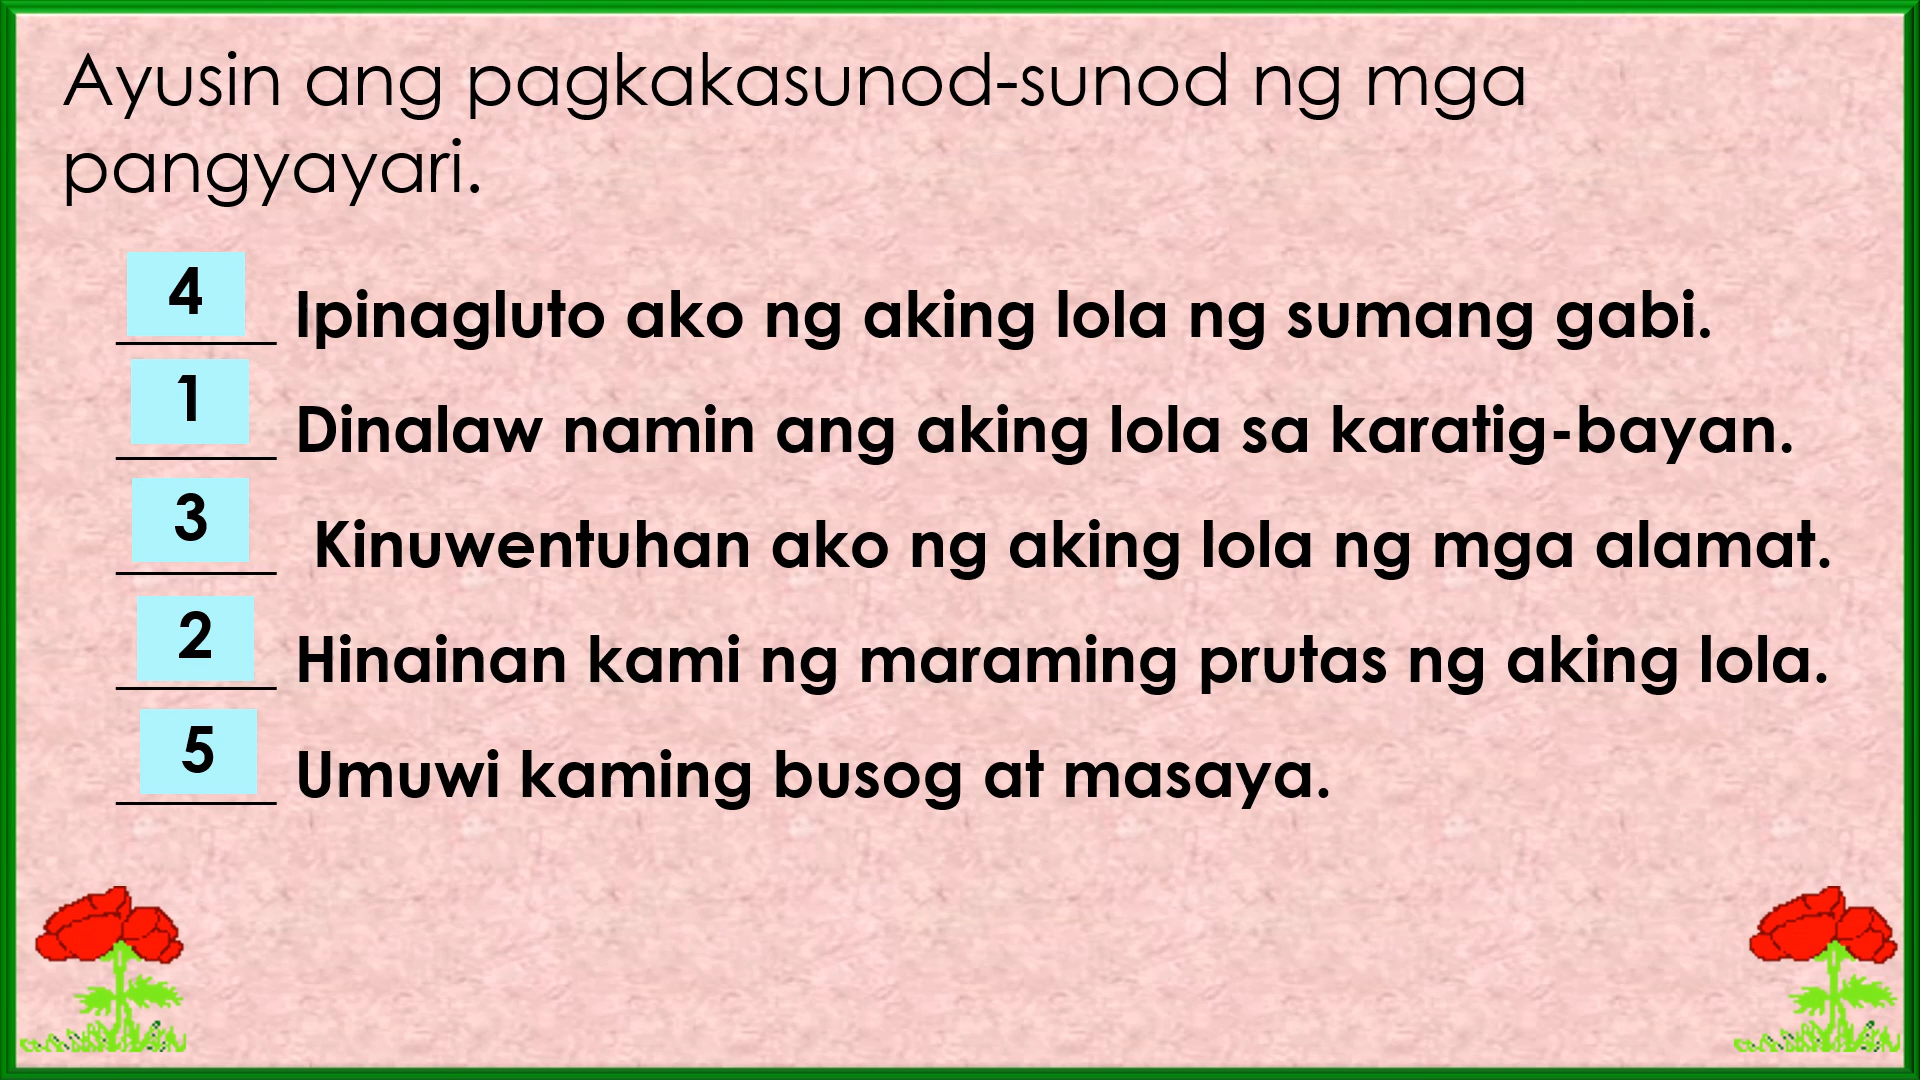 Ayusin ang pagkakasunod-sunod ng mga
pangyayari.
4 Ipinagluto ako ng aking lola ng sumang gabi.
1 Dinalaw namin ang aking lola sa karatig-bayan.
3 Kinuwentuhan ako ng aking lola ng mga alamat.
2 Hinainan kami ng maraming prutas ng aking lola.
5 Umuwi kaming busog at masaya.